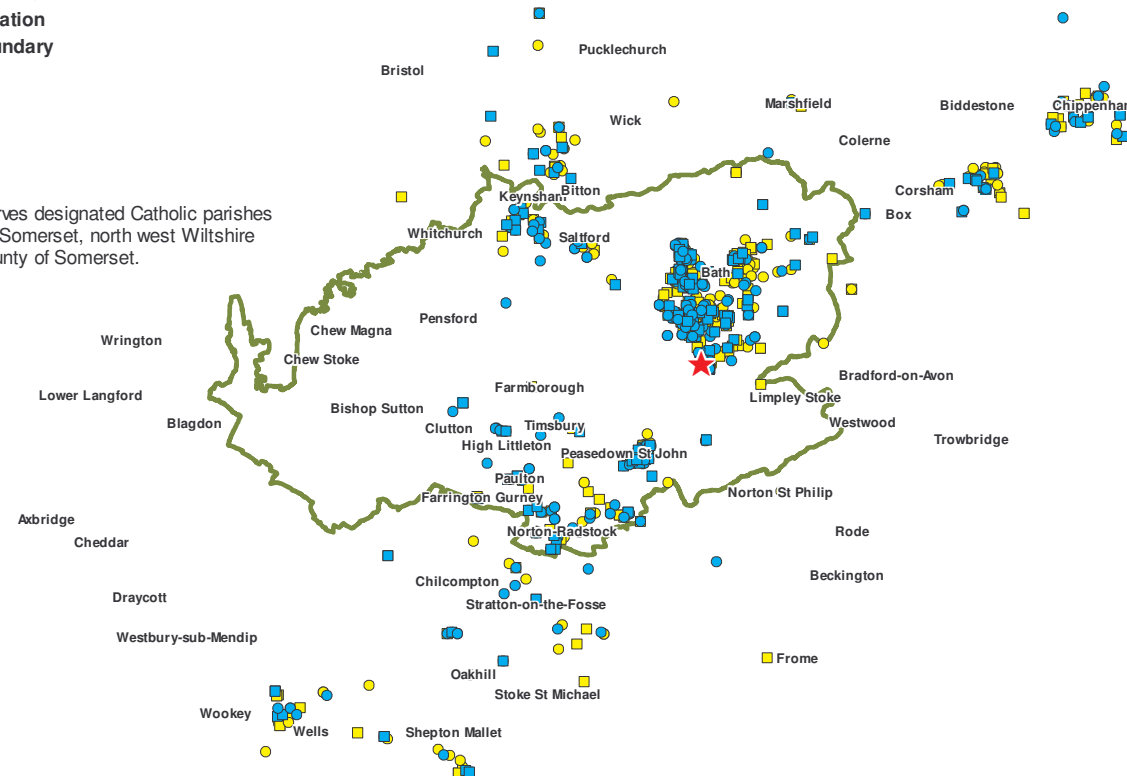 ation
ndary
Pucklechurch
Bristol
Marshfield
Biddestone
Chippenham
Wick
Colerne
Bitton
Corsham
Keynsham
rves designated Catholic parishes
Box
Whitchurch
Saltford
Somerset, north west Wiltshire
unty of Somerset.
Bath
Pensford
Chew Magna
Wrington
Chew Stoke
Bradford-on-Avon
Farmborough
Lower Langford
Limpley Stoke
Bishop Sutton
Blagdon
Clutton
Timsbury
Westwood
High Littleton
Trowbridge
Peasedown St John
Paulton
Norton St Philip
Farrington Gurney
Axbridge
Norton-Radstock
Rode
Cheddar
Beckington
Chilcompton
Draycott
Stratton-on-the-Fosse
Westbury-sub-Mendip
Frome
Oakhill
Stoke St Michael
Wookey
Wells
Shepton Mallet